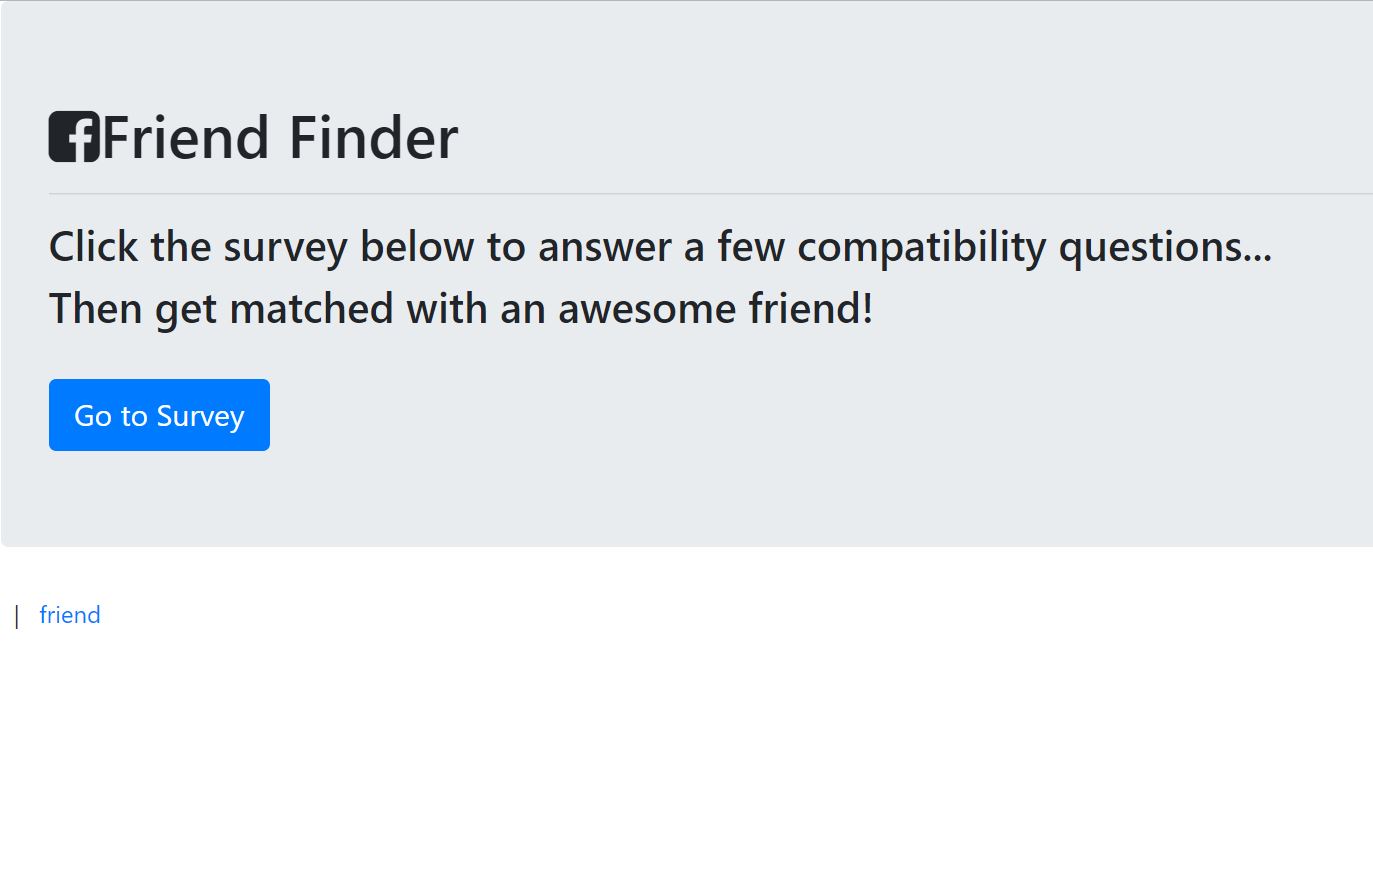 Friend Finder
Click the survey below to answer a few compatibility questions...
Then get matched with an awesome friend!
Go to Survey
| friend